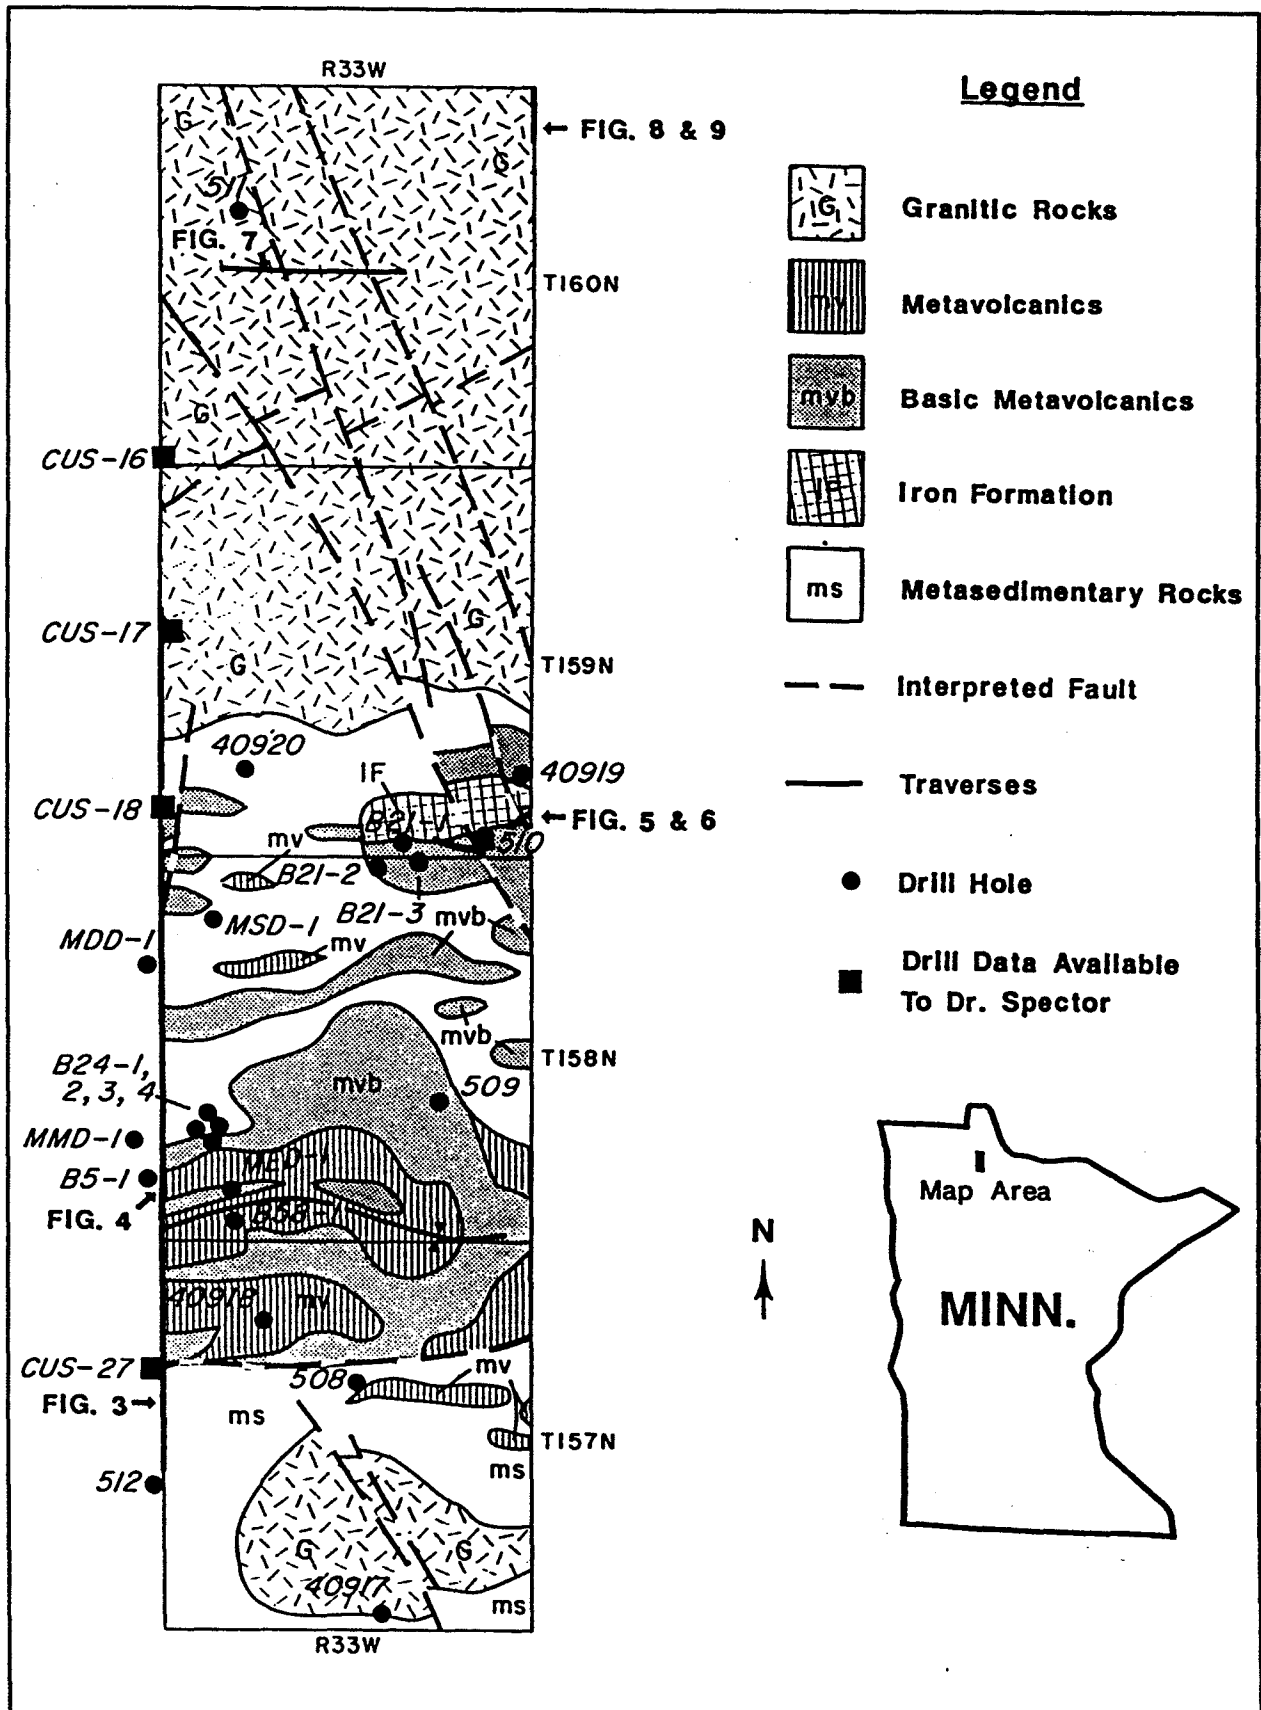 R33W
Legend
G
← FIG. 8 & 9
G
G
Granitic Rocks
511
FIG. 7
T160N
mv
Metavolcanics
G
mvb
Basic Metavolcanics
CUS-16
IF
Iron Formation
ms
Metasedimentary Rocks
CUS-17
G
G
T159N
Interpreted Fault
40920
IF
40919
Traverses
CUS-18
B21-1
← FIG. 5 & 6
mv
510
B21-2
Drill Hole
MSD-1
B21-3
mvb
MDD-1
mv
Drill Data Available
To Dr. Spector
mvb
T158N
B24-1,
2, 3, 4
mvb
509
MMD-1
MED-1
B5-1
Map Area
FIG. 4
B58-1
N
40918
mv
MINN.
CUS-27
508
mv
FIG. 3 →
ms
T157N
ms
512
G
G
40917
ms
R33W